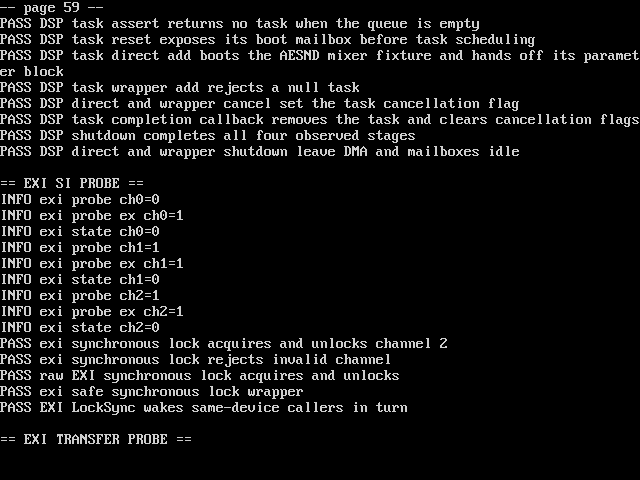 -- page 59 --
PASS DSP task assert returns no task when the queue is empty
PASS DSP task reset exposes its boot mailbox before task scheduling
PASS DSP task direct add boots the AESND mixer fixture and hands off its paramet
er block
PASS DSP task wrapper add rejects a null task
PASS DSP direct and wrapper cancel set the task cancellation flag
PASS DSP task completion callback removes the task and clears cancellation flags
PASS DSP shutdown completes all four observed stages
PASS DSP direct and wrapper shutdown leave DMA and mailboxes idle

== EXI SI PROBE ==
INFO exi probe ch0=0
INFO exi probe ex ch0=1
INFO exi state ch0=0
INFO exi probe ch1=1
INFO exi probe ex ch1=1
INFO exi state ch1=0
INFO exi probe ch2=1
INFO exi probe ex ch2=1
INFO exi state ch2=0
PASS exi synchronous lock acquires and unlocks channel 2
PASS exi synchronous lock rejects invalid channel
PASS raw EXI synchronous lock acquires and unlocks
PASS exi safe synchronous lock wrapper
PASS EXI LockSync wakes same-device callers in turn

== EXI TRANSFER PROBE ==